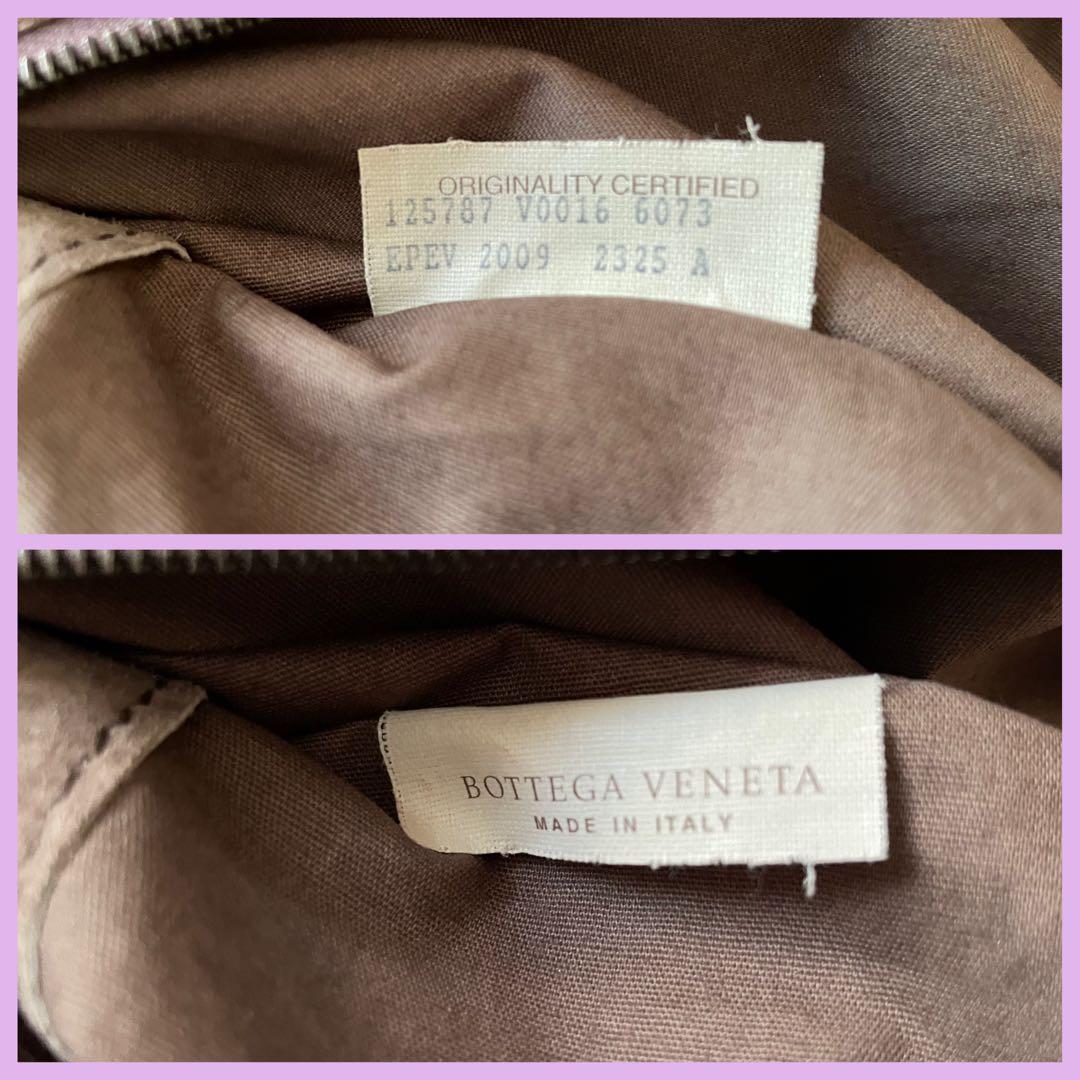 ORIGINALITY CERTIFIED
125787 V0016 6073
EPEV 2009 2325 A
BOTTEGA VENETA
MADE IN ITALY